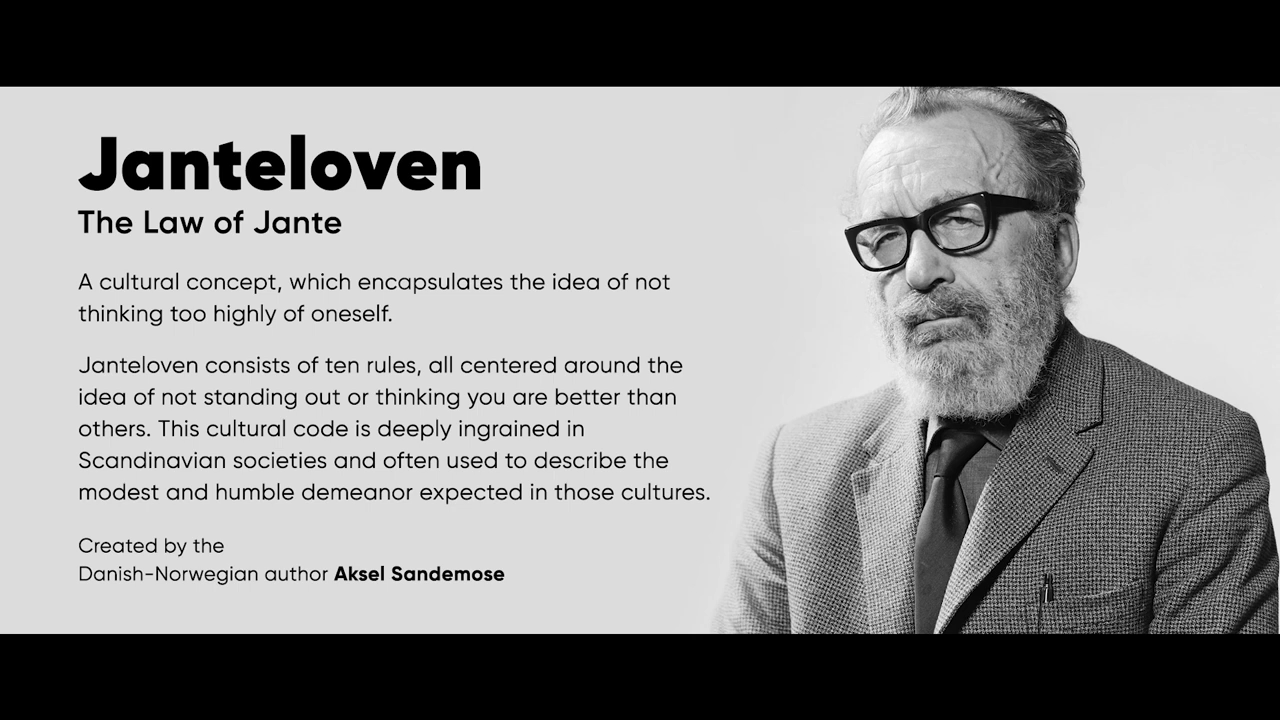 Janteloven
The Law of Jante
A cultural concept, which encapsulates the idea of not
thinking too highly of oneself.
Janteloven consists of ten rules, all centered around the
idea of not standing out or thinking you are better than
others. This cultural code is deeply ingrained in
Scandinavian societies and often used to describe the
modest and humble demeanor expected in those cultures.
Created by the
Danish-Norwegian author Aksel Sandemose